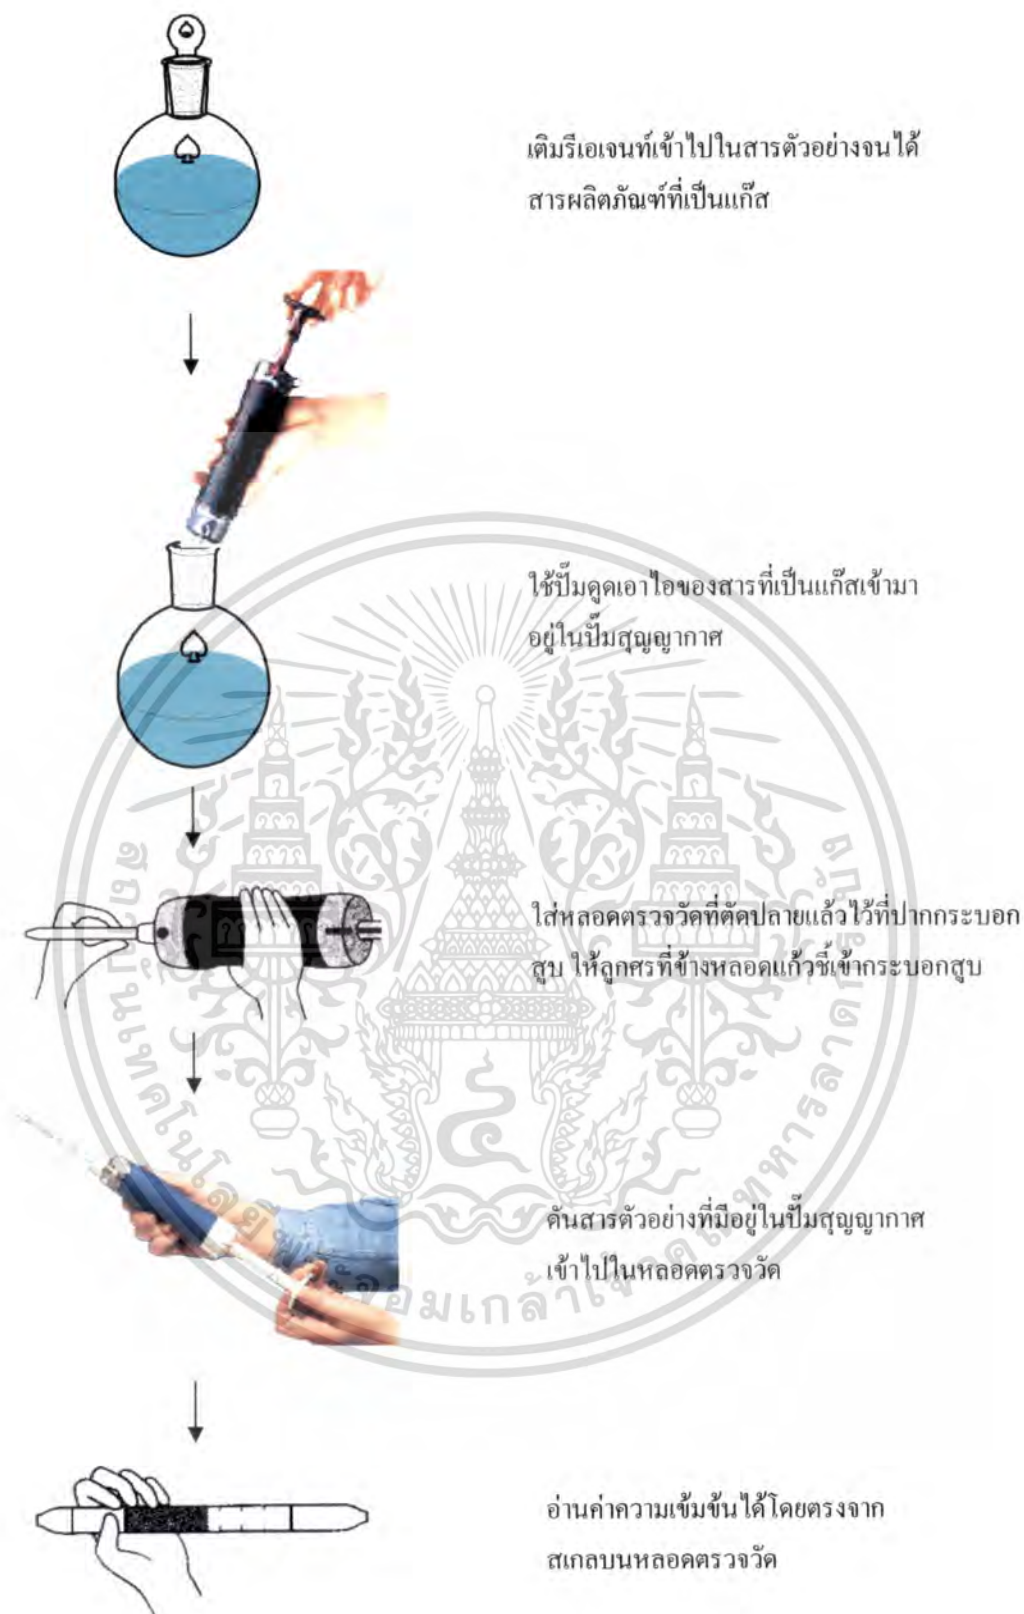 เติมรีเอเจนท์เข้าไปในสารตัวอย่างจนได้
สารผลิตภัณฑ์ที่เป็นแก๊ส
ใช้ปั๊มดูดเอาไอของสารที่เป็นแก๊สเข้ามา
อยู่ในปั๊มสุญญากาศ
ใส่หลอดตรวจวัดที่ตัดปลายแล้วไว้ที่ปากกระบอก
สูบ ให้ลูกศรที่ข้างหลอดแก้วชี้เข้ากระบอกสูบ
ดันสารตัวอย่างที่มีอยู่ในปั๊มสุญญากาศ
เข้าไปในหลอดตรวจวัด
อ่านค่าความเข้มข้นได้โดยตรงจาก
สเกลบนหลอดตรวจวัด